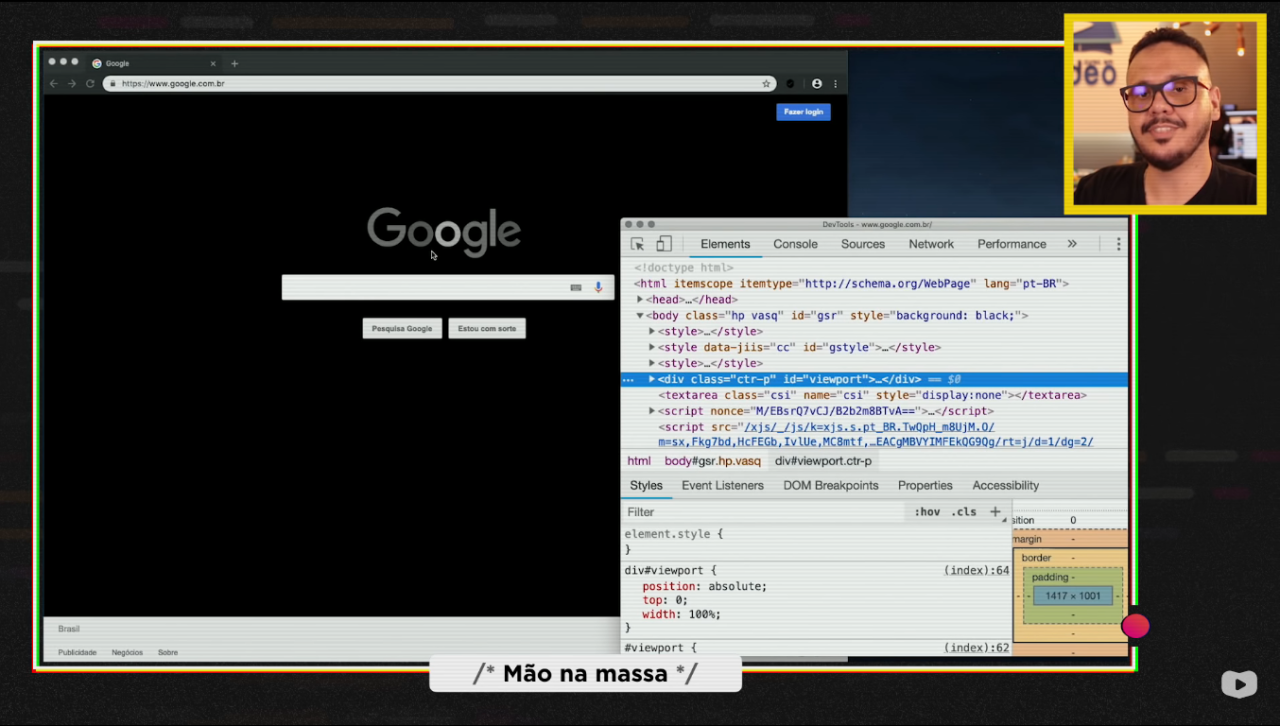 Google
https://www.google.com.br
Fazer login
Google
Pesquisa Google
Estou com sorte
Brasil
Publicidade Negócios Sobre
deo
DevTools - www.google.com.br/
Elements Console Sources Network Performance »
<!doctype html>
<html itemscope itemtype="http://schema.org/WebPage" lang="pt-BR">
<head>…</head>
<body class="hp vasq" id="gsr" style="background: black;">
<style>…</style>
<style data-jiis="cc" id="gstyle">…</style>
<style>…</style>
… <div class="ctr-p" id="viewport">…</div> == $0
<textarea class="csi" name="csi" style="display:none"></textarea>
<script nonce="M/EBsrQ7vCJ/B2b2m8BTvA==">…</script>
<script src="/xjs/_/js/k=xjs.s.pt_BR.TwQpH_m8UjM.O/
m=sx,Fkg7bd,HcFEGb,IvlUe,MC8mtf,…EACgMBVYIMFEkQG9Qg/rt=j/d=1/dg=2/
html body#gsr.hp.vasq div#viewport.ctr-p
Styles Event Listeners DOM Breakpoints Properties Accessibility
Filter :hov .cls +
element.style {
}
div#viewport { (index):64
position: absolute;
top: 0;
width: 100%;
}
#viewport { (index):62
sition 0
margin -
border -
padding -
- - 1417 × 1001 - -
-
-
-
/* Mão na massa */